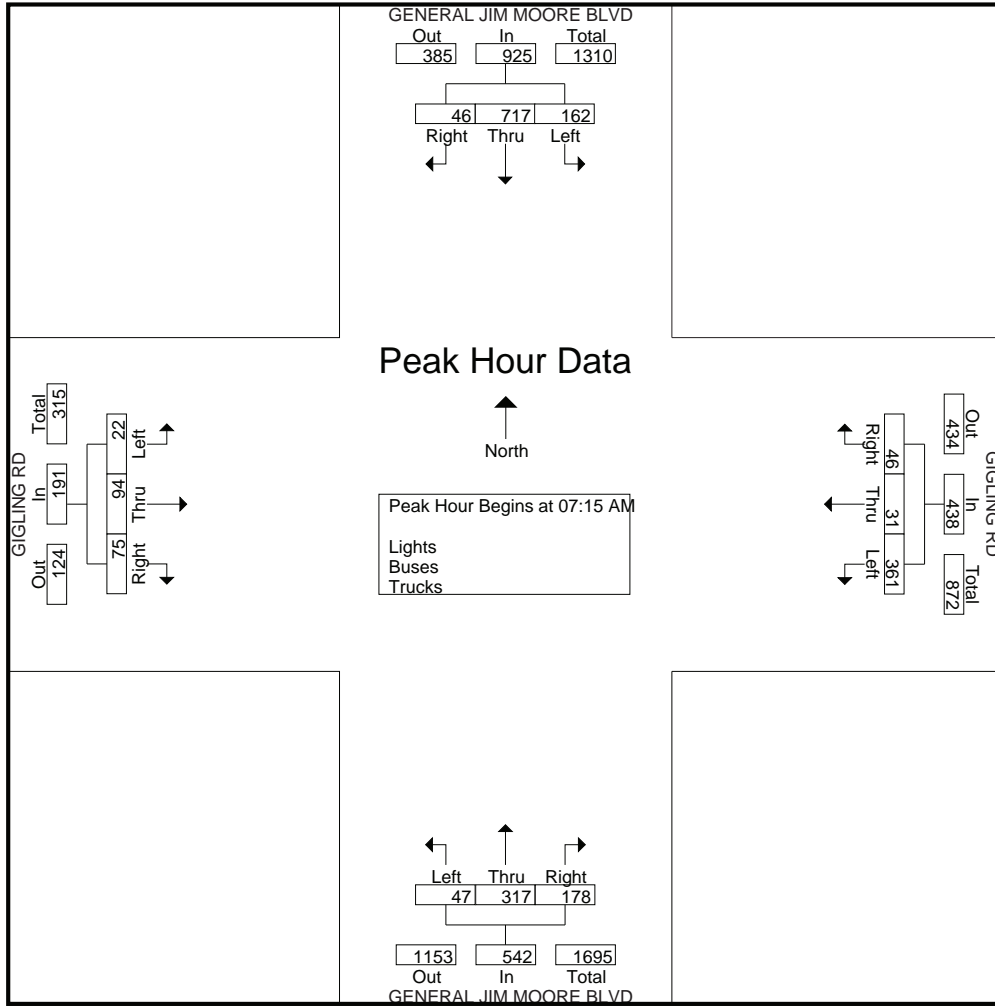 GENERAL JIM MOORE BLVD
Out In Total
385 925 1310
46 717 162
Right Thru Left
Peak Hour Data
North
Peak Hour Begins at 07:15 AM
Lights
Buses
Trucks
GIGLING RD
Total In Out
315 191 124
22 94 75
Left Thru Right
Right Thru Left
46 31 361
434 438 872
Out In Total
GIGLING RD
Left Thru Right
47 317 178
1153 542 1695
Out In Total
GENERAL JIM MOORE BLVD